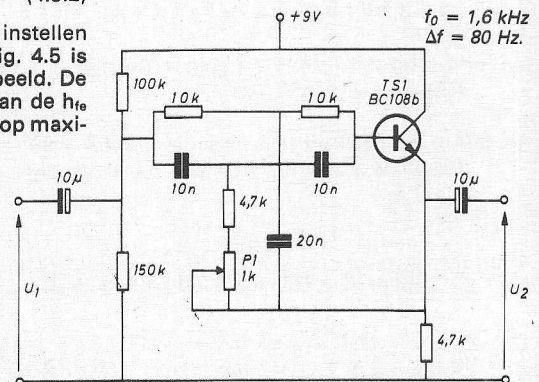 instellen
ig. 4.5 is
beeld. De
an de hfe
op maxi-
+9V
f₀ = 1,6 kHz
Δf = 80 Hz.
100k
10k
10k
TS1
BC108b
10µ
10n
10n
10µ
4,7k
20n
P1
1k
150k
U1
U2
4,7k